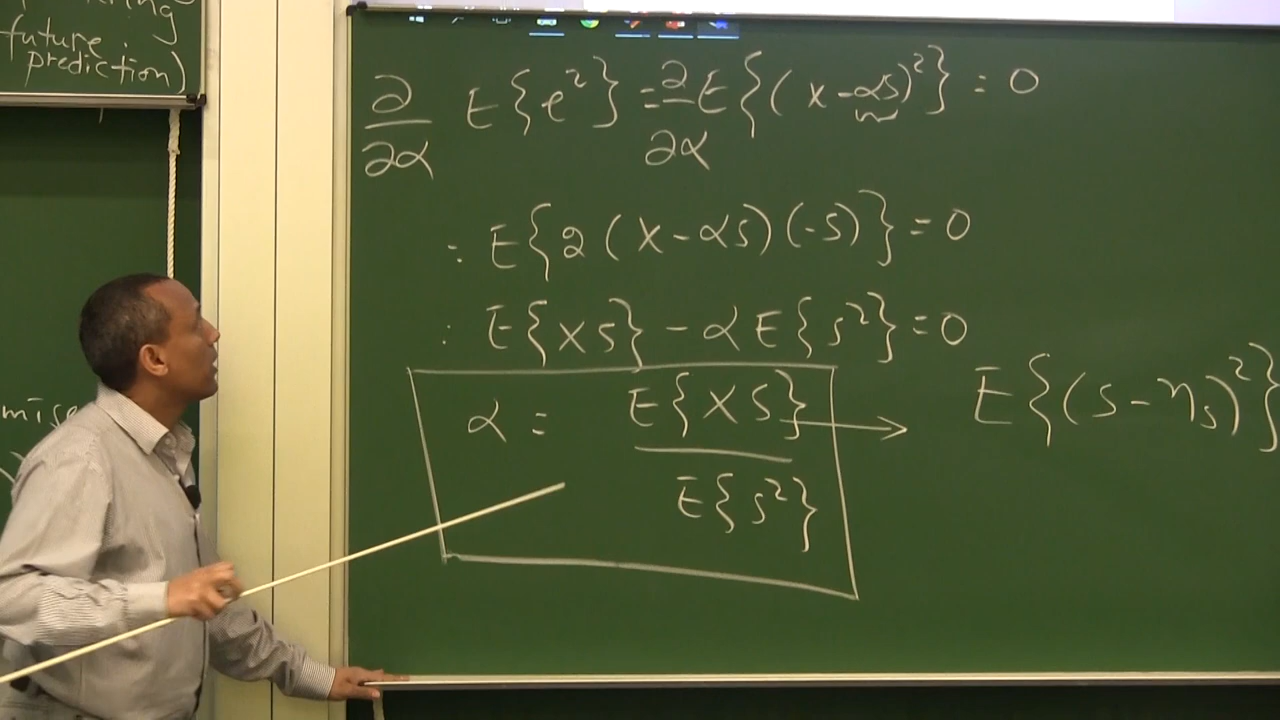 future
prediction)
∂/∂α E{e²} = ∂/∂α E{(x-αs)²} = 0
: E{2(x-αs)(-s)} = 0
: E{xs} - αE{s²} = 0
α = E{xs}/E{s²} → E{(s-η_s)²}